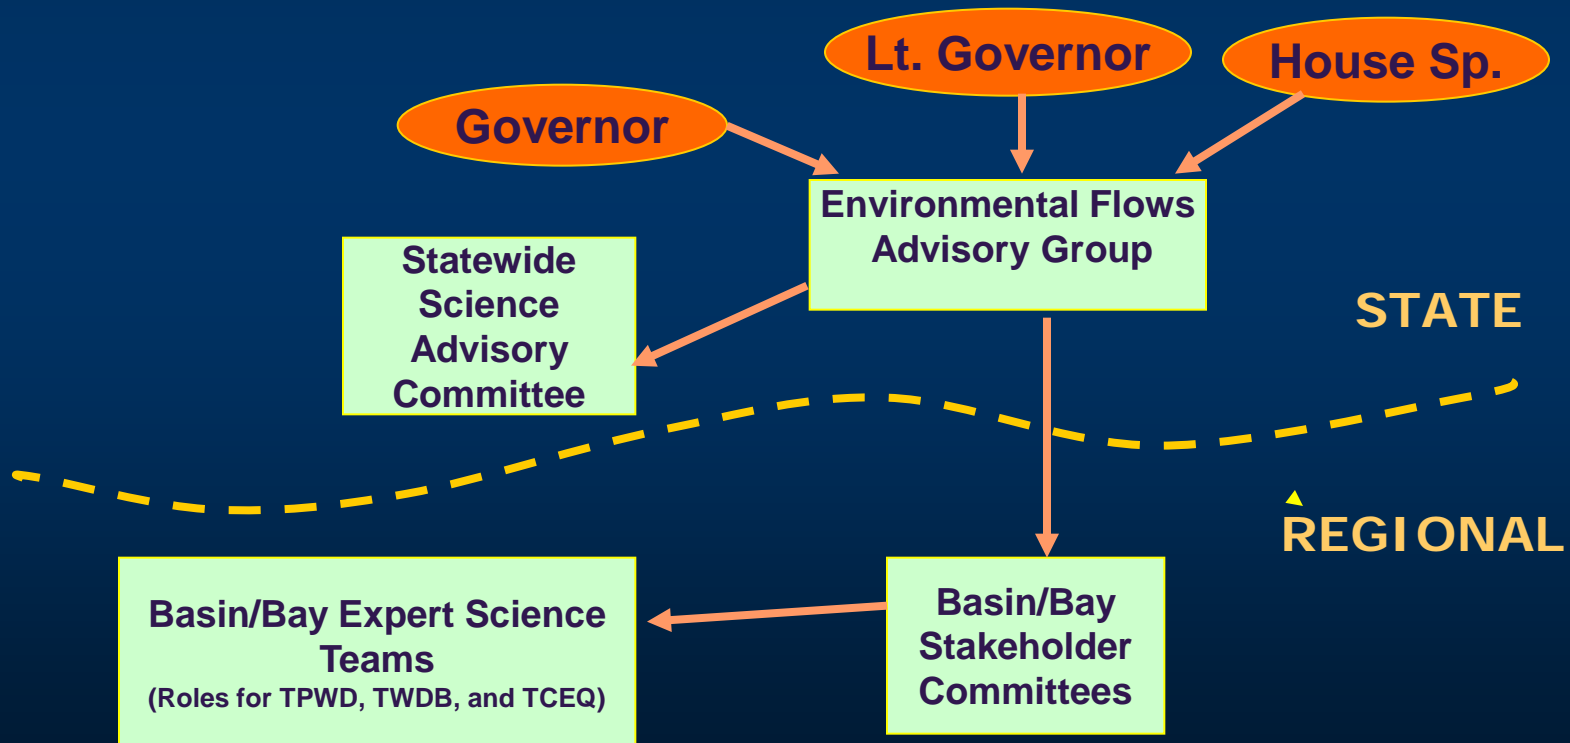 Lt. Governor
House Sp.
Governor
Environmental Flows
Advisory Group
Statewide
Science
Advisory
Committee
STATE
REGIONAL
Basin/Bay Expert Science
Teams
(Roles for TPWD, TWDB, and TCEQ)
Basin/Bay
Stakeholder
Committees